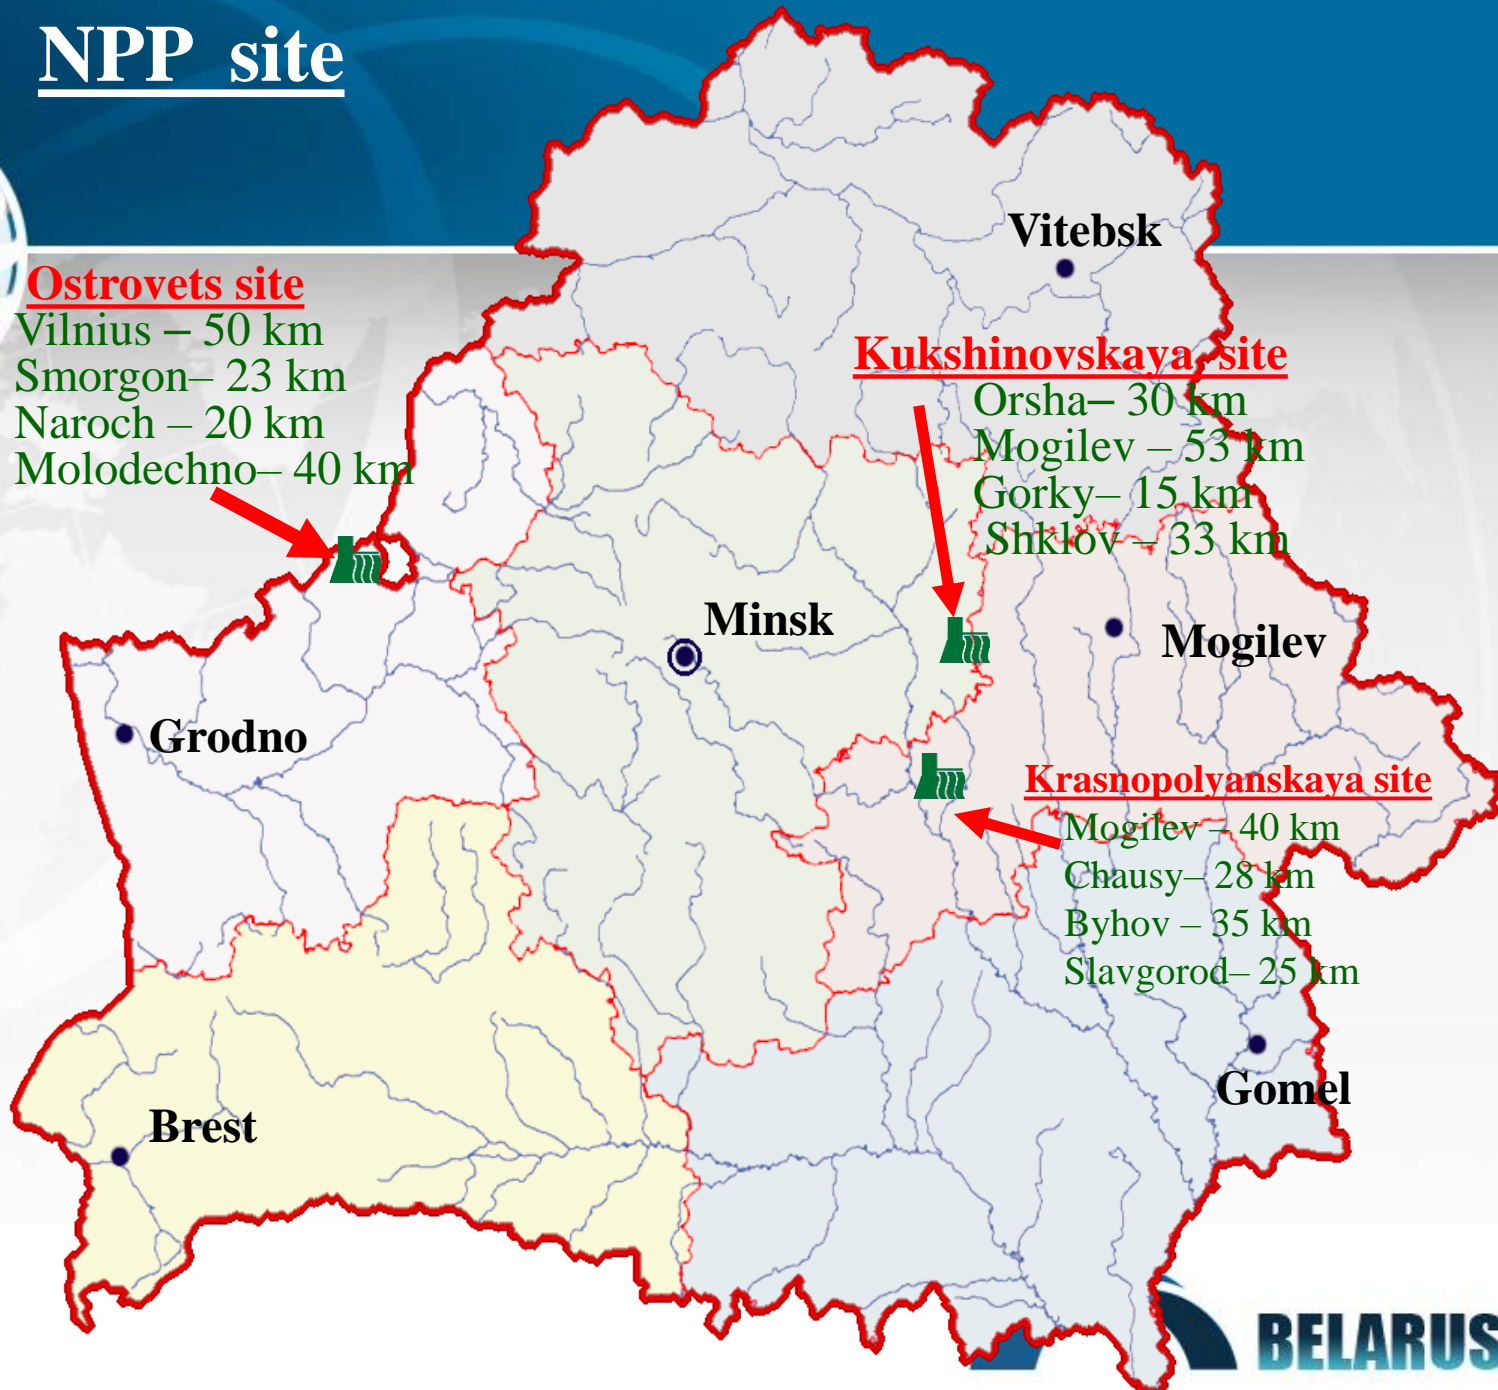 NPP site
Vitebsk
Ostrovets site
Vilnius – 50 km
Smorgon– 23 km
Naroch – 20 km
Molodechno– 40 km
Kukshinovskaya site
Orsha– 30 km
Mogilev – 53 km
Gorky– 15 km
Shklov – 33 km
Minsk
Mogilev
Grodno
Krasnopolyanskaya site
Mogilev – 40 km
Chausy– 28 km
Byhov – 35 km
Slavgorod– 25 km
Gomel
Brest
BELARUS